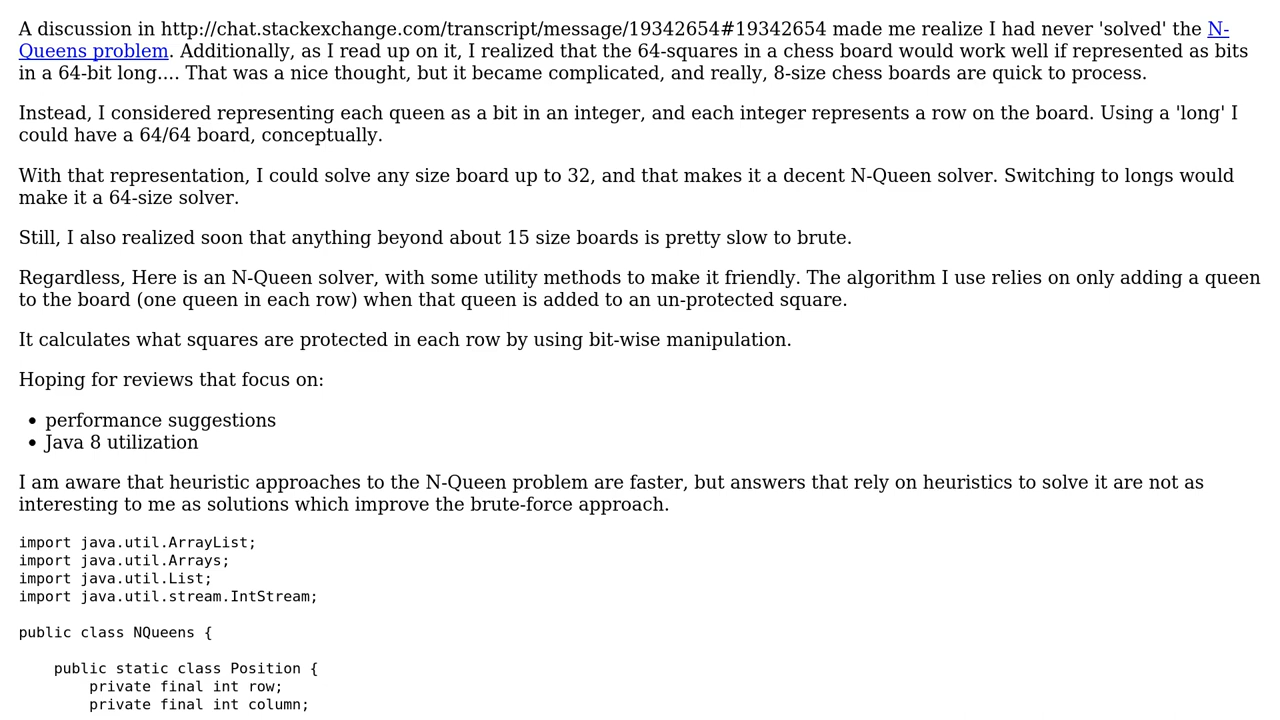 A discussion in http://chat.stackexchange.com/transcript/message/19342654#19342654 made me realize I had never 'solved' the N-
Queens problem. Additionally, as I read up on it, I realized that the 64-squares in a chess board would work well if represented as bits
in a 64-bit long.... That was a nice thought, but it became complicated, and really, 8-size chess boards are quick to process.
Instead, I considered representing each queen as a bit in an integer, and each integer represents a row on the board. Using a 'long' I
could have a 64/64 board, conceptually.
With that representation, I could solve any size board up to 32, and that makes it a decent N-Queen solver. Switching to longs would
make it a 64-size solver.
Still, I also realized soon that anything beyond about 15 size boards is pretty slow to brute.
Regardless, Here is an N-Queen solver, with some utility methods to make it friendly. The algorithm I use relies on only adding a queen
to the board (one queen in each row) when that queen is added to an un-protected square.
It calculates what squares are protected in each row by using bit-wise manipulation.
Hoping for reviews that focus on:
• performance suggestions
• Java 8 utilization
I am aware that heuristic approaches to the N-Queen problem are faster, but answers that rely on heuristics to solve it are not as
interesting to me as solutions which improve the brute-force approach.
import java.util.ArrayList;
import java.util.Arrays;
import java.util.List;
import java.util.stream.IntStream;
public class NQueens {
    public static class Position {
        private final int row;
        private final int column;